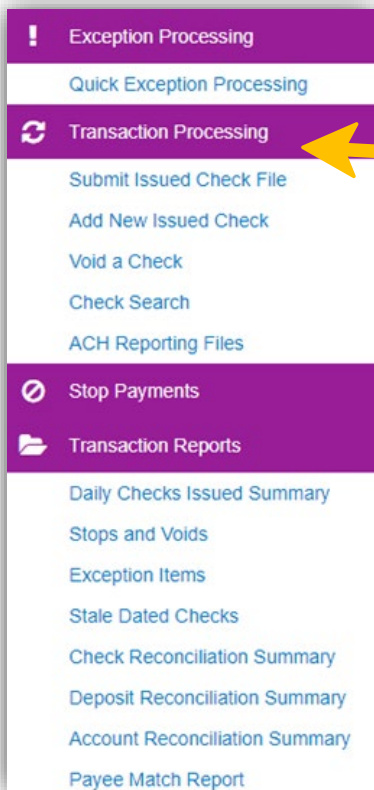 Exception Processing
Quick Exception Processing
Transaction Processing
Submit Issued Check File
Add New Issued Check
Void a Check
Check Search
ACH Reporting Files
Stop Payments
Transaction Reports
Daily Checks Issued Summary
Stops and Voids
Exception Items
Stale Dated Checks
Check Reconciliation Summary
Deposit Reconciliation Summary
Account Reconciliation Summary
Payee Match Report